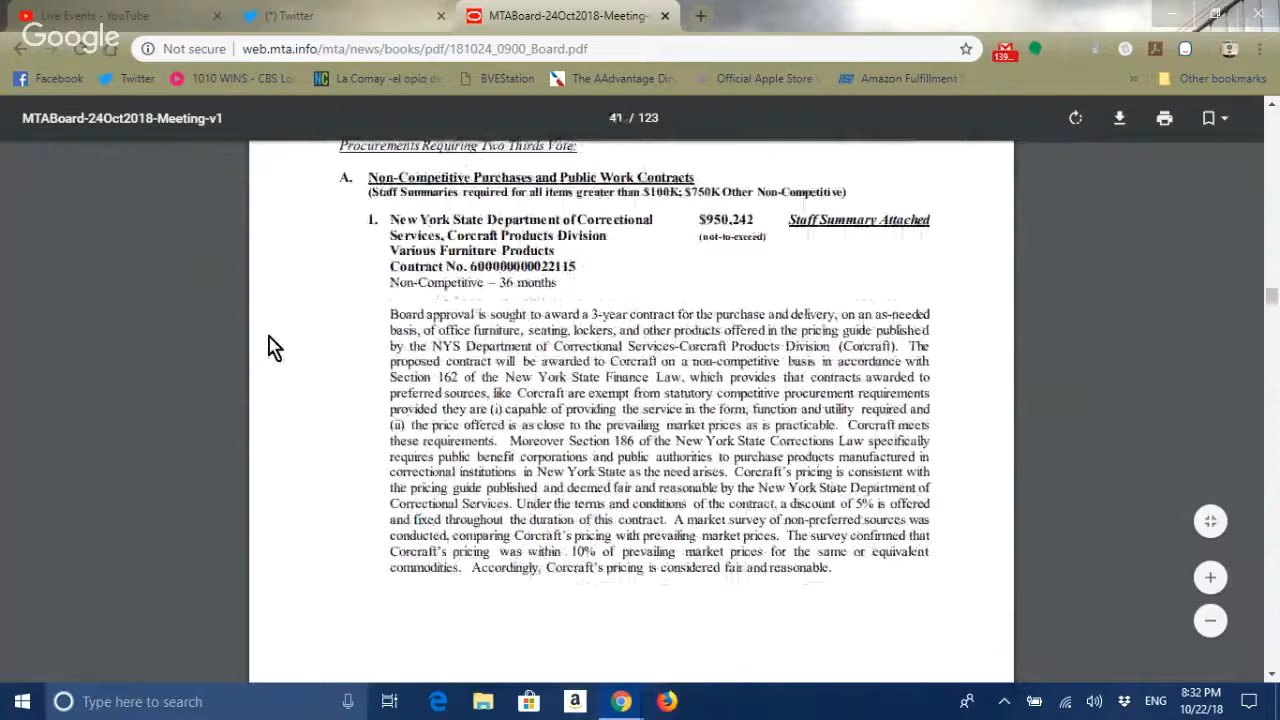 Live Events - YouTube
(*) Twitter
MTABoard-24Oct2018-Meeting-
Google
Not secure
web.mta.info/mta/news/books/pdf/181024_0900_Board.pdf
139...
Facebook
Twitter
1010 WINS - CBS Lo
La Comay -el opio de
BVEStation
The AAdvantage Dir
Official Apple Store
Amazon Fulfillment
»
Other bookmarks
MTABoard-24Oct2018-Meeting-v1
41 / 123
Procurements Requiring Two Thirds Vote:
A. Non-Competitive Purchases and Public Work Contracts
(Staff Summaries required for all items greater than $100K; $750K Other Non-Competitive)
1. New York State Department of Correctional $950,242 Staff Summary Attached
Services, Corcraft Products Division (not-to-exceed)
Various Furniture Products
Contract No. 600000000022115
Non-Competitive – 36 months
Board approval is sought to award a 3-year contract for the purchase and delivery, on an as-needed
basis, of office furniture, seating, lockers, and other products offered in the pricing guide published
by the NYS Department of Correctional Services-Corcraft Products Division (Corcraft). The
proposed contract will be awarded to Corcraft on a non-competitive basis in accordance with
Section 162 of the New York State Finance Law, which provides that contracts awarded to
preferred sources, like Corcraft are exempt from statutory competitive procurement requirements
provided they are (i) capable of providing the service in the form, function and utility required and
(ii) the price offered is as close to the prevailing market prices as is practicable. Corcraft meets
these requirements. Moreover Section 186 of the New York State Corrections Law specifically
requires public benefit corporations and public authorities to purchase products manufactured in
correctional institutions in New York State as the need arises. Corcraft's pricing is consistent with
the pricing guide published and deemed fair and reasonable by the New York State Department of
Correctional Services. Under the terms and conditions of the contract, a discount of 5% is offered
and fixed throughout the duration of this contract. A market survey of non-preferred sources was
conducted, comparing Corcraft's pricing with prevailing market prices. The survey confirmed that
Corcraft's pricing was within 10% of prevailing market prices for the same or equivalent
commodities. Accordingly, Corcraft's pricing is considered fair and reasonable.
Type here to search
ENG
8:32 PM
10/22/18